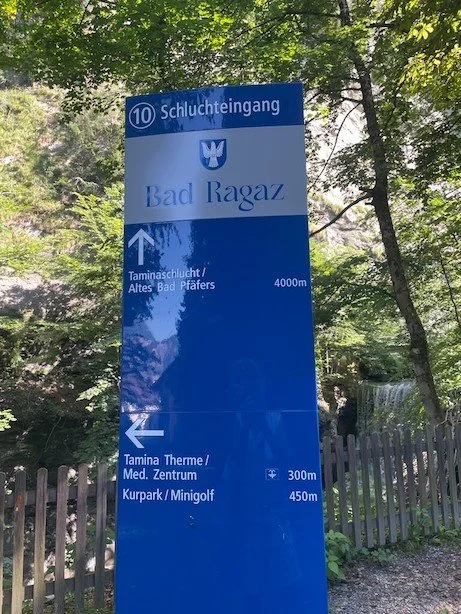 10 Schluchteingang
Bad Ragaz
Taminaschlucht /
Altes Bad Pfäfers 4000m
Tamina Therme /
Med. Zentrum 300m
Kurpark / Minigolf 450m